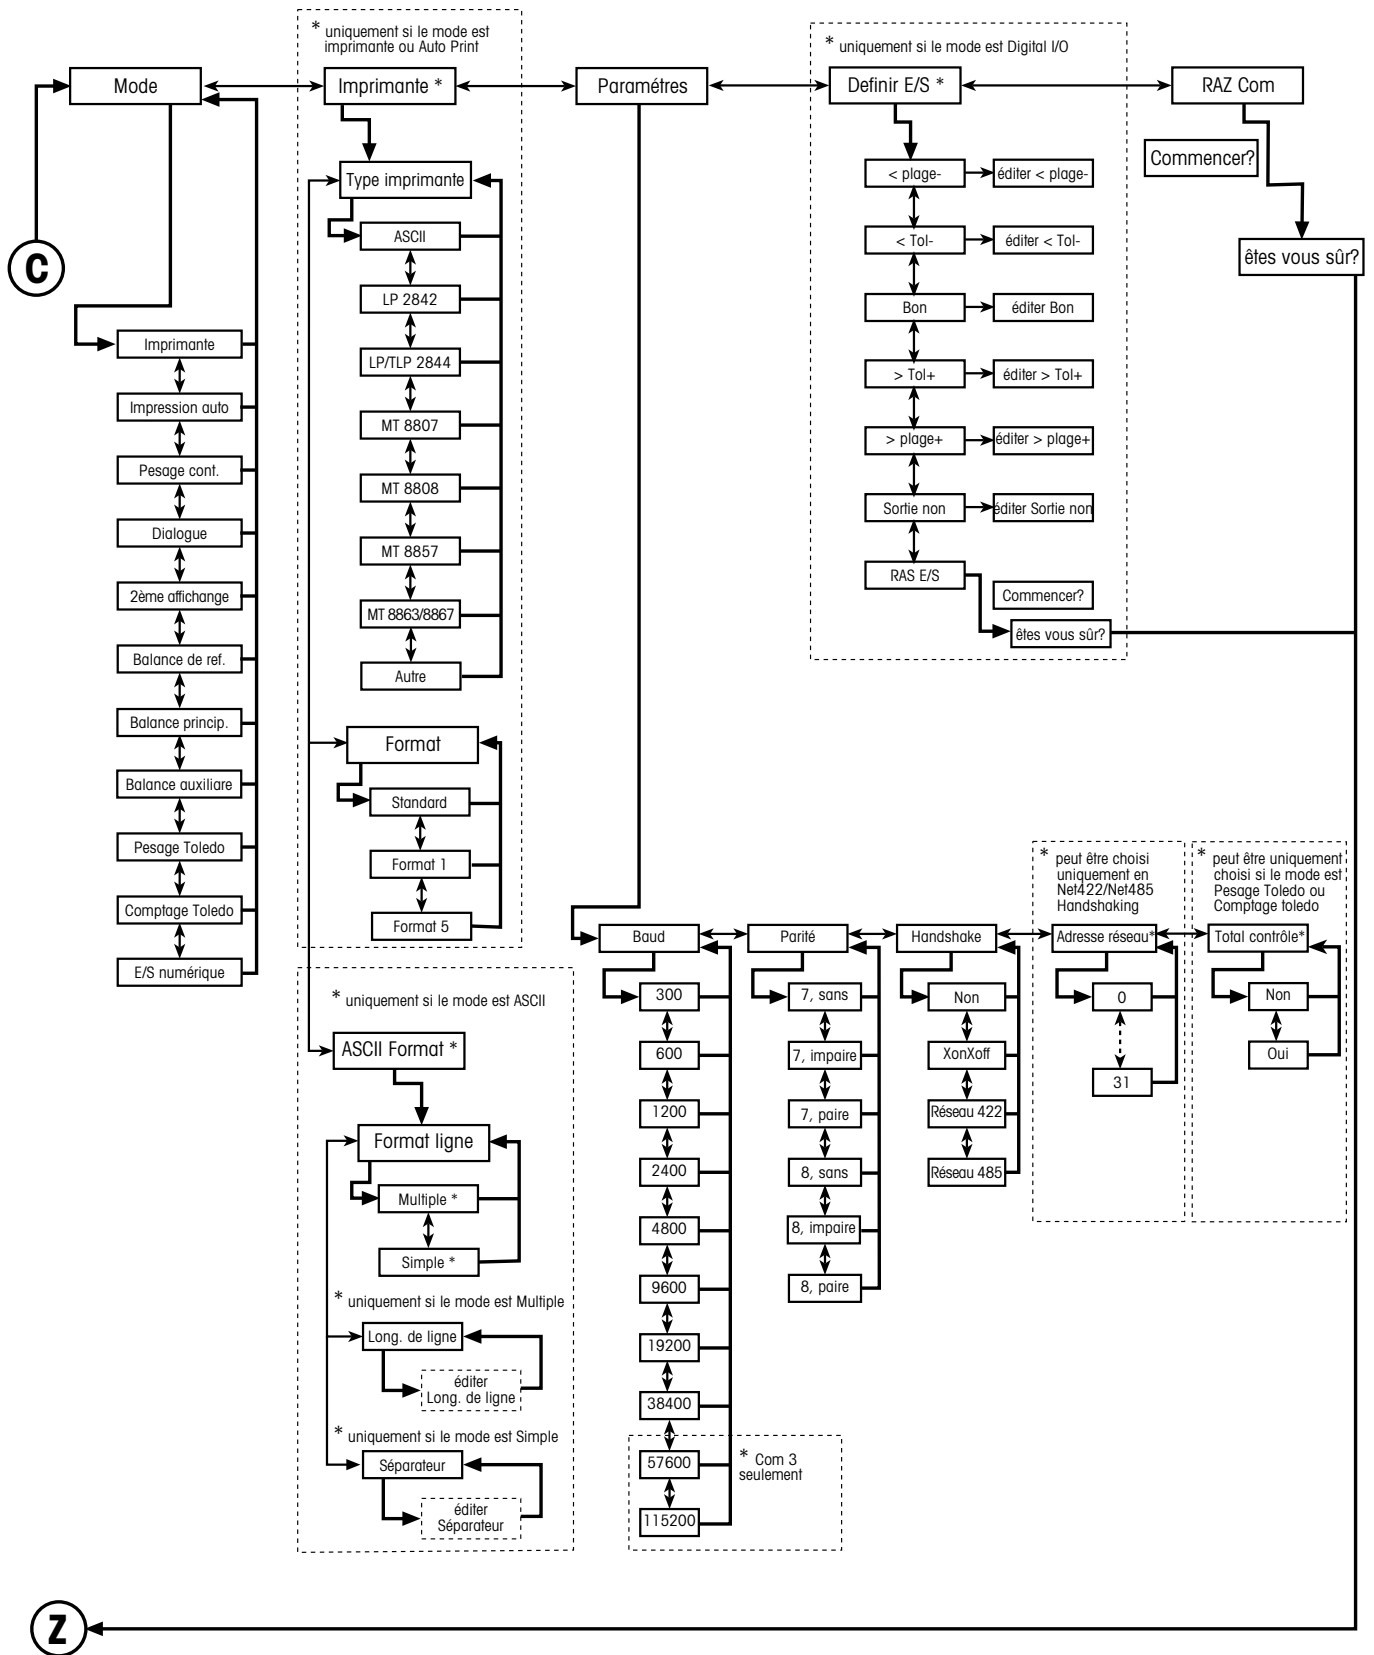 * uniquement si le mode est
imprimante ou Auto Print
* uniquement si le mode est Digital I/O
Mode
Imprimante *
Paramétres
Definir E/S *
RAZ Com
C
Commencer?
êtes vous sûr?
Imprimante
Impression auto
Pesage cont.
Dialogue
2ème affichange
Balance de ref.
Balance princip.
Balance auxiliare
Pesage Toledo
Comptage Toledo
E/S numérique
Type imprimante
ASCII
LP 2842
LP/TLP 2844
MT 8807
MT 8808
MT 8857
MT 8863/8867
Autre
Format
Standard
Format 1
Format 5
* uniquement si le mode est ASCII
ASCII Format *
Format ligne
Multiple *
Simple *
* uniquement si le mode est Multiple
Long. de ligne
éditer
Long. de ligne
* uniquement si le mode est Simple
Séparateur
éditer
Séparateur
< plage-
éditer < plage-
< Tol-
éditer < Tol-
Bon
éditer Bon
> Tol+
éditer > Tol+
> plage+
éditer > plage+
Sortie non
éditer Sortie non
RAS E/S
Commencer?
êtes vous sûr?
Baud
300
600
1200
2400
4800
9600
19200
38400
57600
115200
* Com 3
seulement
Parité
7, sans
7, impaire
7, paire
8, sans
8, impaire
8, paire
Handshake
Non
XonXoff
Réseau 422
Réseau 485
* peut être choisi
uniquement en
Net422/Net485
Handshaking
Adresse réseau*
0
31
* peut être uniquement
choisi si le mode est
Pesage Toledo ou
Comptage toledo
Total contrôle*
Non
Oui
Z